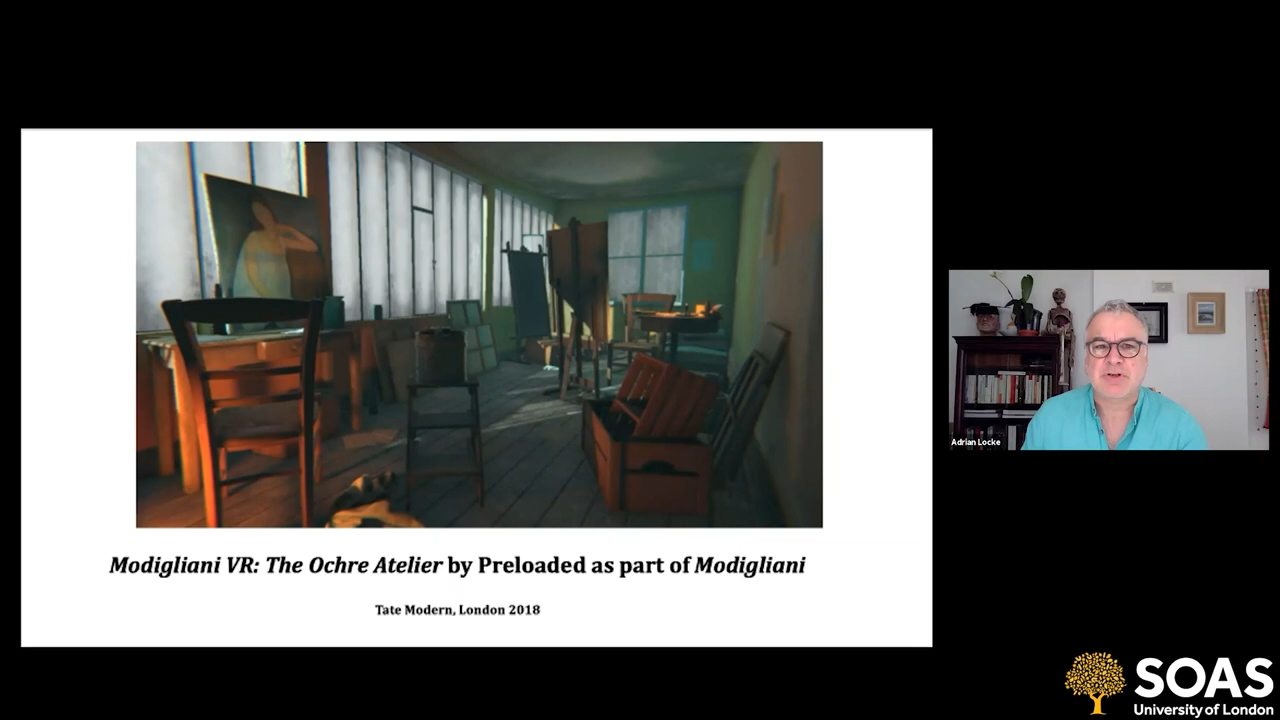 Modigliani VR: The Ochre Atelier by Preloaded as part of Modigliani
Tate Modern, London 2018
Adrian Locke
SOAS
University of London